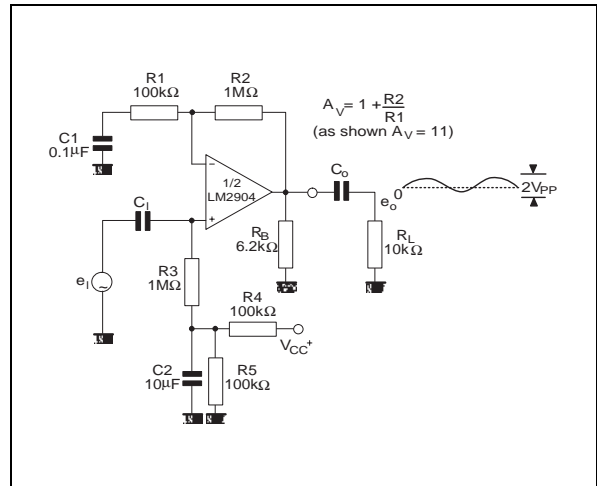 R1
100kΩ
R2
1MΩ
A_V = 1 + R2/R1
(as shown A_V = 11)
C1
0.1µF
C_I
1/2
LM2904
−
+
C_o
e_o
0
2V_PP
R_B
6.2kΩ
R_L
10kΩ
e_I
~
R3
1MΩ
R4
100kΩ
V_CC+
C2
10µF
R5
100kΩ